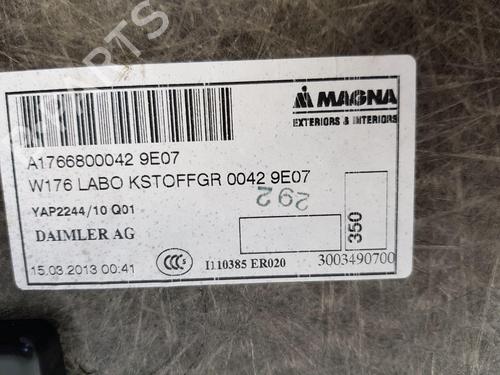 PARTS
MAGNA
EXTERIORS & INTERIORS
A1766800042 9E07
W176 LABO KSTOFFGR 0042 9E07
292
YAP2244/10 Q01
DAIMLER AG
350
15.03.2013 00:41
CCC S
I110385 ER020
3003490700